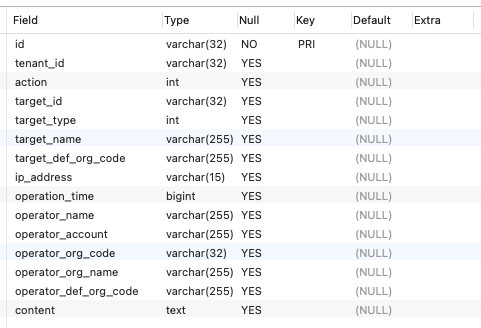 Field Type Null Key Default Extra
id varchar(32) NO PRI (NULL)
tenant_id varchar(32) YES (NULL)
action int YES (NULL)
target_id varchar(32) YES (NULL)
target_type int YES (NULL)
target_name varchar(255) YES (NULL)
target_def_org_code varchar(255) YES (NULL)
ip_address varchar(15) YES (NULL)
operation_time bigint YES (NULL)
operator_name varchar(255) YES (NULL)
operator_account varchar(255) YES (NULL)
operator_org_code varchar(32) YES (NULL)
operator_org_name varchar(255) YES (NULL)
operator_def_org_code varchar(255) YES (NULL)
content text YES (NULL)